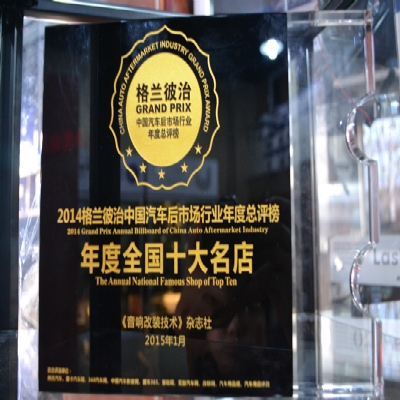 CHINA AUTO AFTERMARKET INDUSTRY GRAND PRIX AWARD
格兰彼治
GRAND PRIX
中国汽车后市场行业
年度总评榜
2014格兰彼治中国汽车后市场行业年度总评榜
2014 Grand Prix Annual Billboard of China Auto Aftermarket Industry
年度全国十大名店
The Annual National Famous Shop of Top Ten
《音响改装技术》杂志社
2015年1月
Las